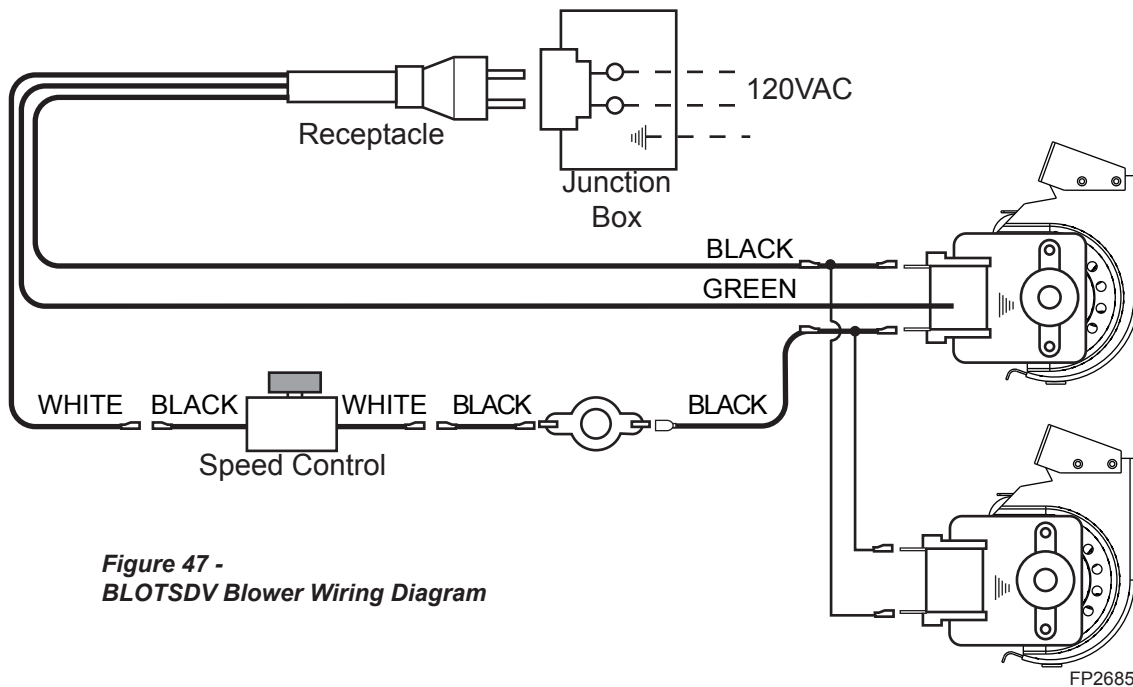 120VAC
Receptacle
Junction
Box
BLACK
GREEN
WHITE
BLACK
WHITE
BLACK
BLACK
Speed Control
Figure 47 -
BLOTSDV Blower Wiring Diagram
FP2685